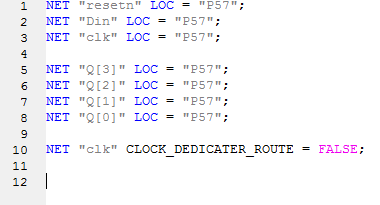 1 NET "resetn" LOC = "P57";
2 NET "Din" LOC = "P57";
3 NET "clk" LOC = "P57";
4
5 NET "Q[3]" LOC = "P57";
6 NET "Q[2]" LOC = "P57";
7 NET "Q[1]" LOC = "P57";
8 NET "Q[0]" LOC = "P57";
9
10 NET "clk" CLOCK_DEDICATER_ROUTE = FALSE;
11
12